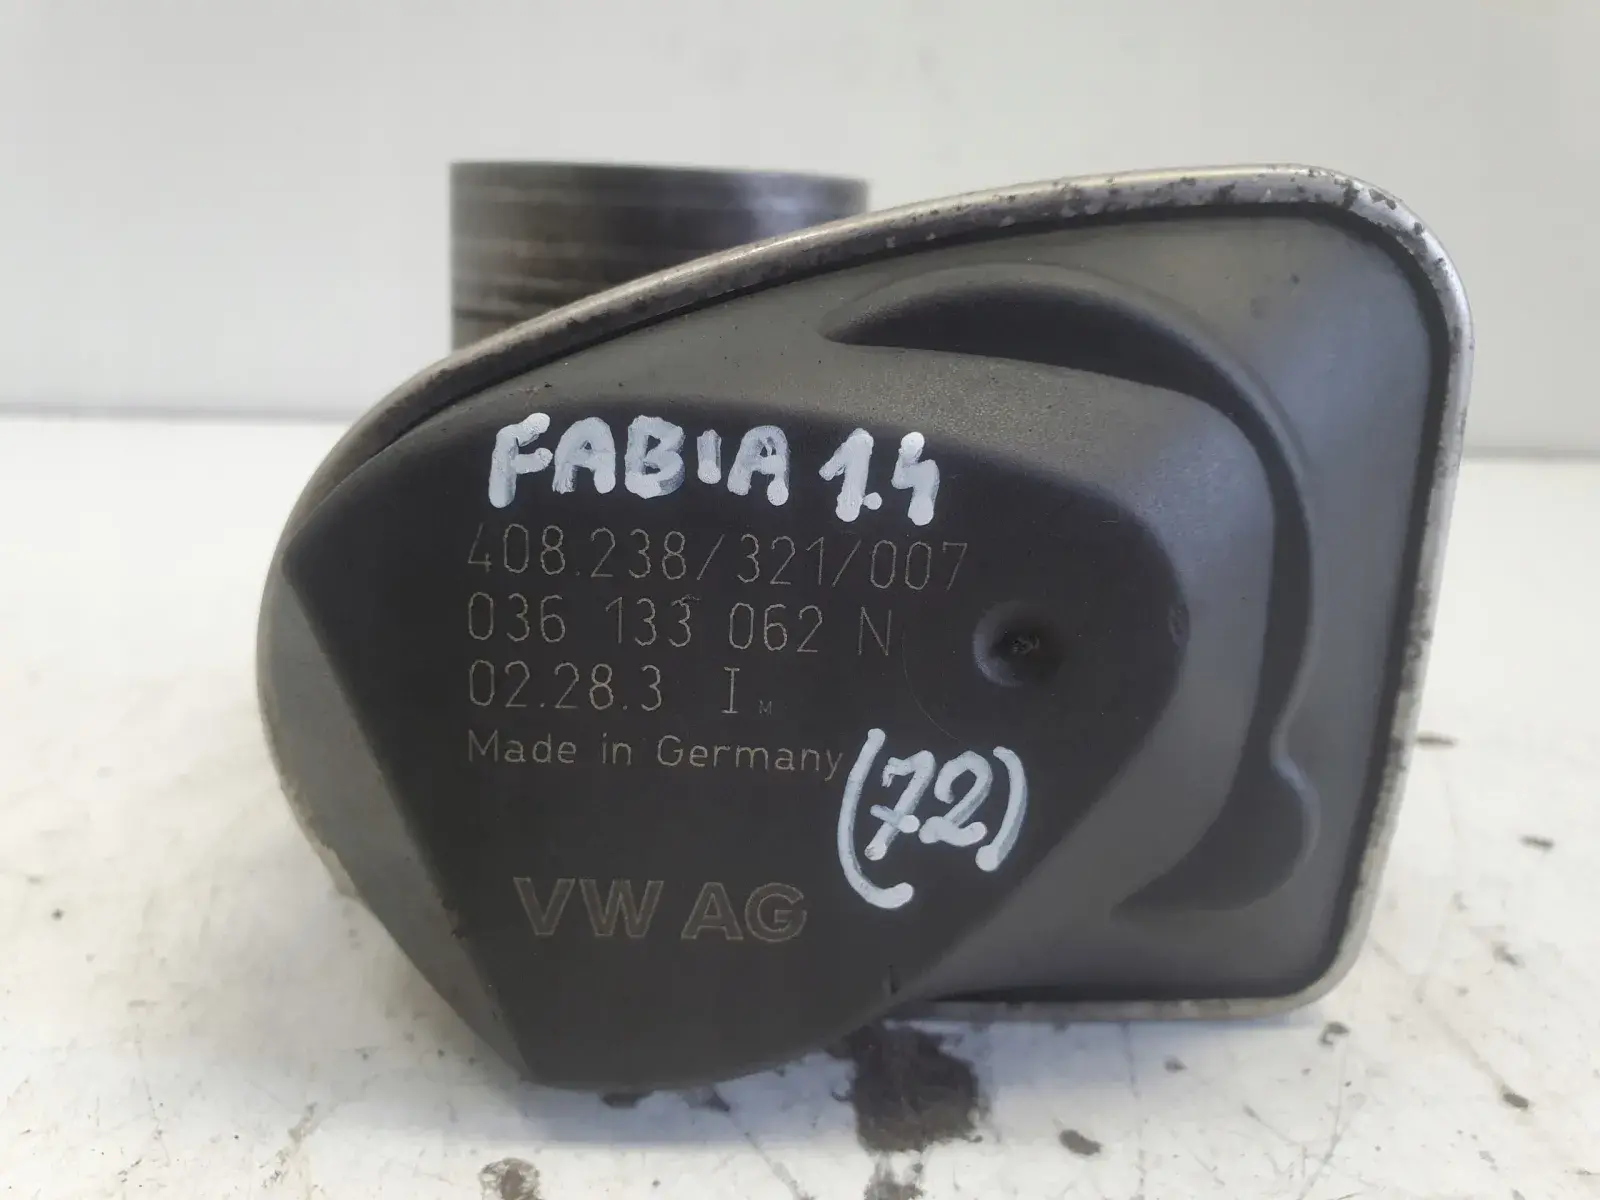 FABIA 1.4
408.238/321/007
036 133 062 N
02.28.3 I M
Made in Germany
(72)
VW AG